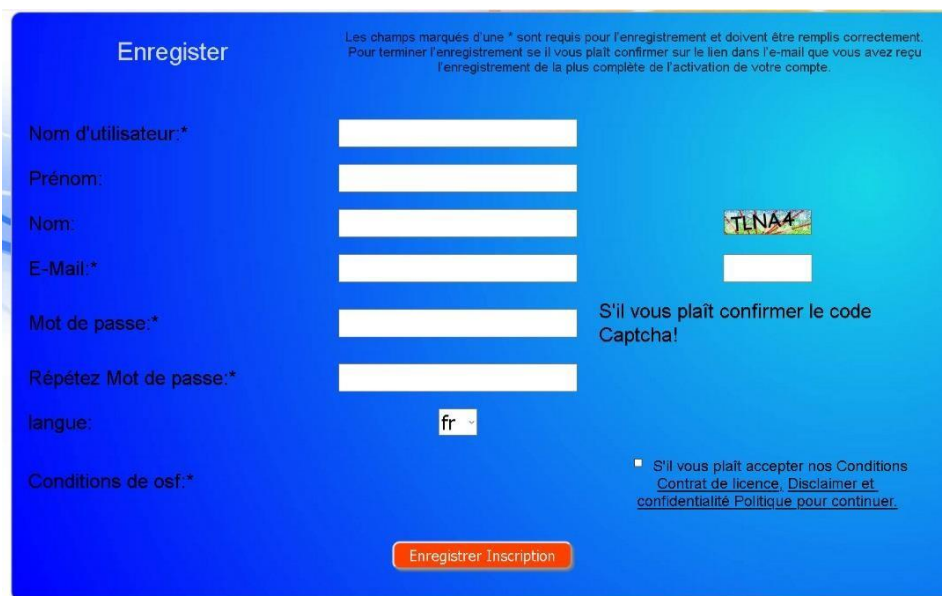 Enregister
Les champs marqués d'une * sont requis pour l'enregistrement et doivent être remplis correctement.
Pour terminer l'enregistrement se il vous plaît confirmer sur le lien dans l'e-mail que vous avez reçu
l'enregistrement de la plus complète de l'activation de votre compte.
Nom d'utilisateur:*
Prénom:
Nom:
TLNA4
E-Mail:*
Mot de passe:*
S'il vous plaît confirmer le code
Captcha!
Répétez Mot de passe:*
langue:
fr
Conditions de osf:*
S'il vous plaît accepter nos Conditions
Contrat de licence, Disclaimer et
confidentialité Politique pour continuer.
Enregistrer Inscription